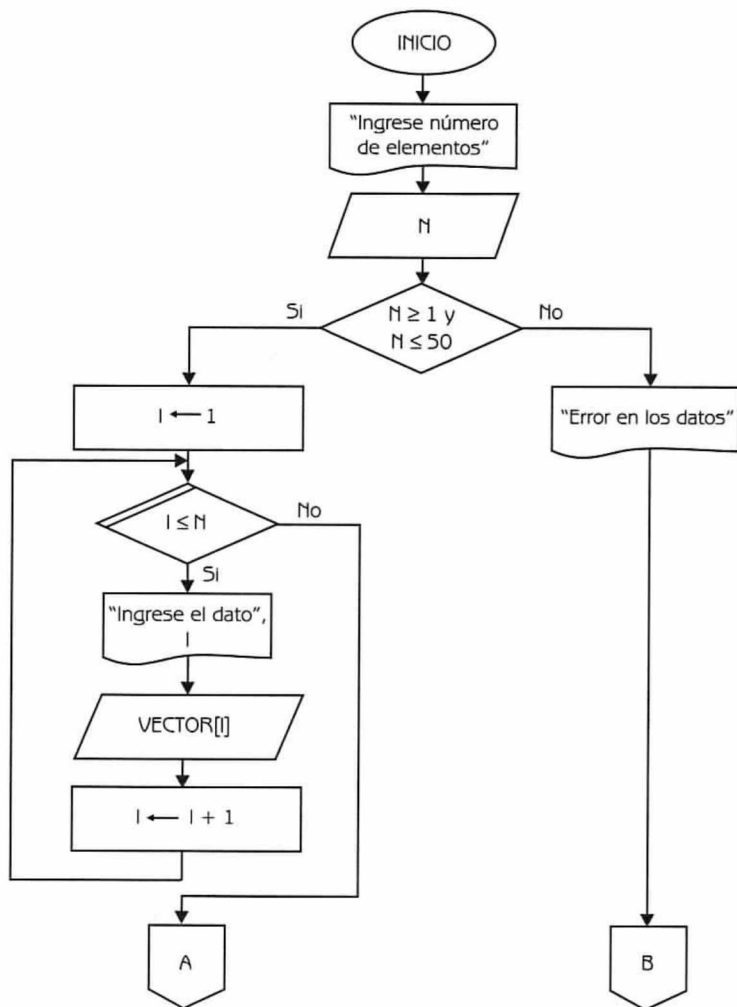 INICIO
"Ingrese número
de elementos"
N
Si
N ≥ 1 y
N ≤ 50
No
I ← 1
"Error en los datos"
I ≤ N
No
Si
"Ingrese el dato",
I
VECTOR[I]
I ← I + 1
A
B